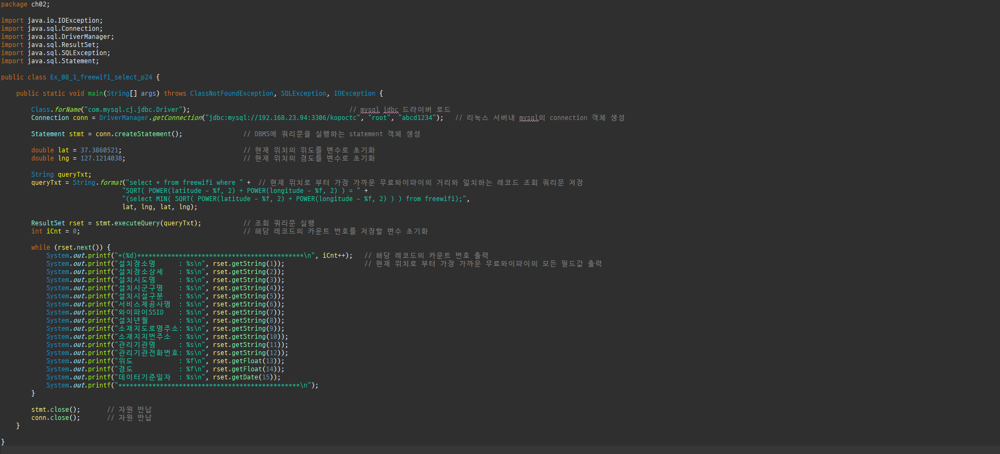 package ch02;
import java.io.IOException;
import java.sql.Connection;
import java.sql.DriverManager;
import java.sql.ResultSet;
import java.sql.SQLException;
import java.sql.Statement;
public class Ex_08_1_freewifi_select_p24 {
public static void main(String[] args) throws ClassNotFoundException, SQLException, IOException {
Class.forName("com.mysql.cj.jdbc.Driver"); // mysql jdbc 드라이버 로드
Connection conn = DriverManager.getConnection("jdbc:mysql://192.168.23.94:3306/kopoctc", "root", "abcd1234"); // 리눅스 서버내 mysql의 connection 객체 생성
Statement stmt = conn.createStatement(); // DBMS에 쿼리문을 실행하는 statement 객체 생성
double lat = 37.3860521; // 현재 위치의 위도를 변수로 초기화
double lng = 127.1214038; // 현재 위치의 경도를 변수로 초기화
String queryTxt;
queryTxt = String.format("select * from freewifi where " + // 현재 위치로 부터 가장 가까운 무료와이파이의 거리와 일치하는 레코드 조회 쿼리문 저장
"SQRT( POWER(latitude - %f, 2) + POWER(longitude - %f, 2) ) = " +
"(select MIN( SQRT( POWER(latitude - %f, 2) + POWER(longitude - %f, 2) ) ) from freewifi);",
lat, lng, lat, lng);
ResultSet rset = stmt.executeQuery(queryTxt); // 조회 쿼리문 실행
int iCnt = 0; // 해당 레코드의 카운트 번호를 저장할 변수 초기화
while (rset.next()) {
System.out.printf("*(%d)********************************************\n", iCnt++); // 해당 레코드의 카운트 번호 출력
System.out.printf("설치장소명 : %s\n", rset.getString(1)); // 현재 위치로 부터 가장 가까운 무료와이파이의 모든 필드값 출력
System.out.printf("설치장소상세 : %s\n", rset.getString(2));
System.out.printf("설치시도명 : %s\n", rset.getString(3));
System.out.printf("설치시군구명 : %s\n", rset.getString(4));
System.out.printf("설치시설구분 : %s\n", rset.getString(5));
System.out.printf("서비스제공사명 : %s\n", rset.getString(6));
System.out.printf("와이파이SSID : %s\n", rset.getString(7));
System.out.printf("설치년월 : %s\n", rset.getString(8));
System.out.printf("소재지도로명주소: %s\n", rset.getString(9));
System.out.printf("소재지지번주소 : %s\n", rset.getString(10));
System.out.printf("관리기관명 : %s\n", rset.getString(11));
System.out.printf("관리기관전화번호: %s\n", rset.getString(12));
System.out.printf("위도 : %f\n", rset.getFloat(13));
System.out.printf("경도 : %f\n", rset.getFloat(14));
System.out.printf("데이터기준일자 : %s\n", rset.getDate(15));
System.out.printf("************************************************\n");
}
stmt.close(); // 자원 반납
conn.close(); // 자원 반납
}
}